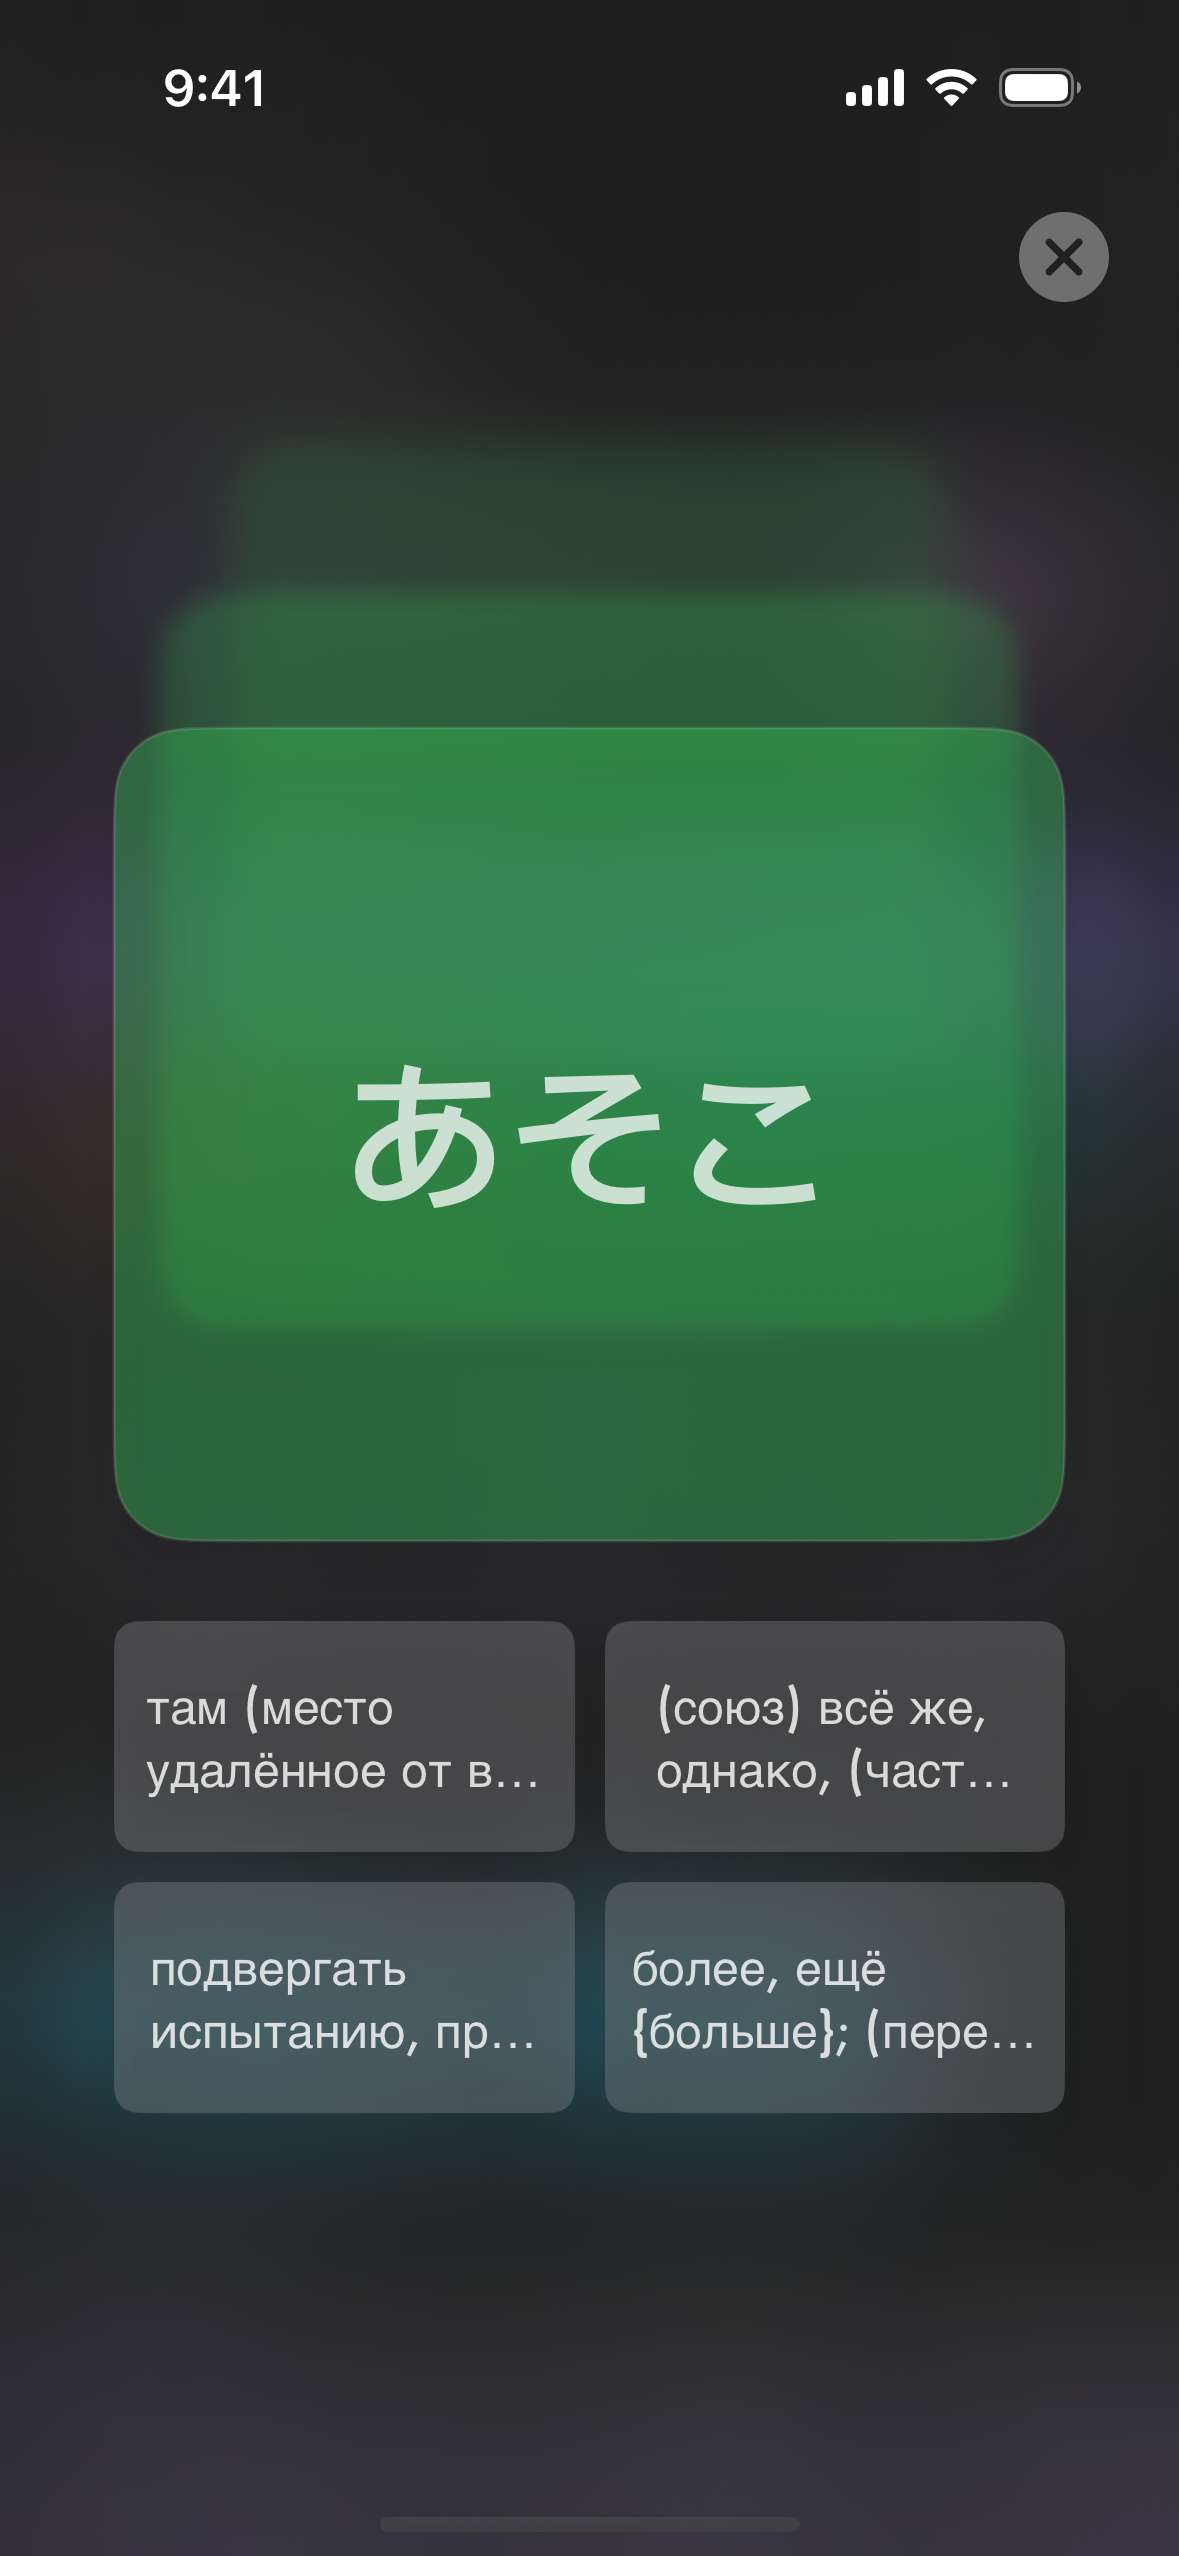 9:41
あそこ
там (место
удалённое от в…
(союз) всё же,
однако, (част…
подвергать
испытанию, пр…
более, ещё
{больше}; (пере…